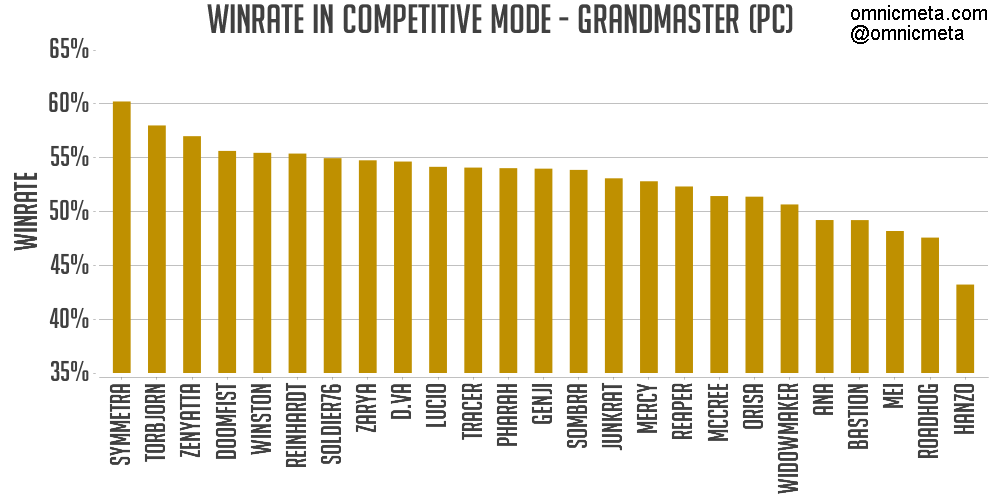 WINRATE IN COMPETITIVE MODE - GRANDMASTER (PC)
omnicmeta.com
@omnicmeta
65%
60%
55%
50%
45%
40%
35%
WINRATE
SYMMETRA
TORBJORN
ZENYATTA
DOOMFIST
WINSTON
REINHARDT
SOLDIER76
ZARYA
D.VA
LUCIO
TRACER
PHARAH
GENJI
SOMBRA
JUNKRAT
MERCY
REAPER
MCCREE
ORISA
WIDOWMAKER
ANA
BASTION
MEI
ROADHOG
HANZO